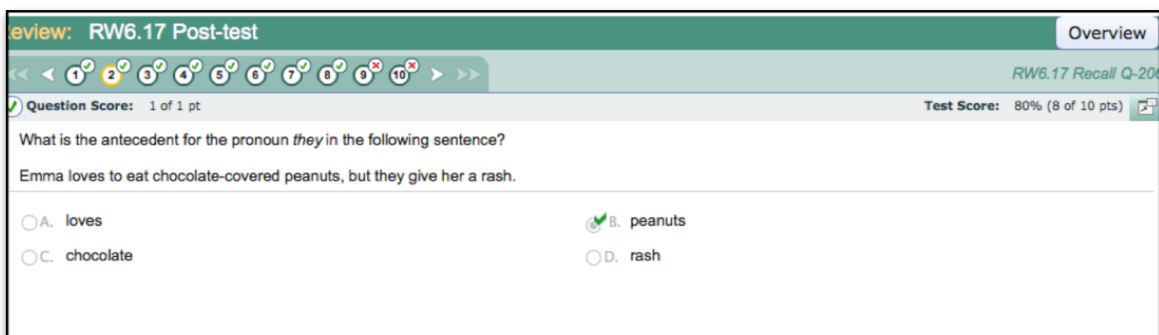 eview: RW6.17 Post-test
Overview
1 2 3 4 5 6 7 8 9 10
RW6.17 Recall Q-206
Question Score: 1 of 1 pt
Test Score: 80% (8 of 10 pts)
What is the antecedent for the pronoun they in the following sentence?
Emma loves to eat chocolate-covered peanuts, but they give her a rash.
A. loves
B. peanuts
C. chocolate
D. rash